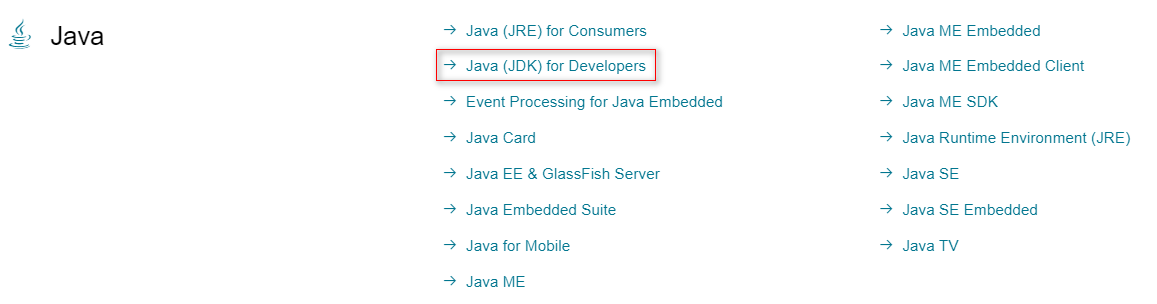 Java
Java (JRE) for Consumers
Java (JDK) for Developers
Event Processing for Java Embedded
Java Card
Java EE & GlassFish Server
Java Embedded Suite
Java for Mobile
Java ME
Java ME Embedded
Java ME Embedded Client
Java ME SDK
Java Runtime Environment (JRE)
Java SE
Java SE Embedded
Java TV